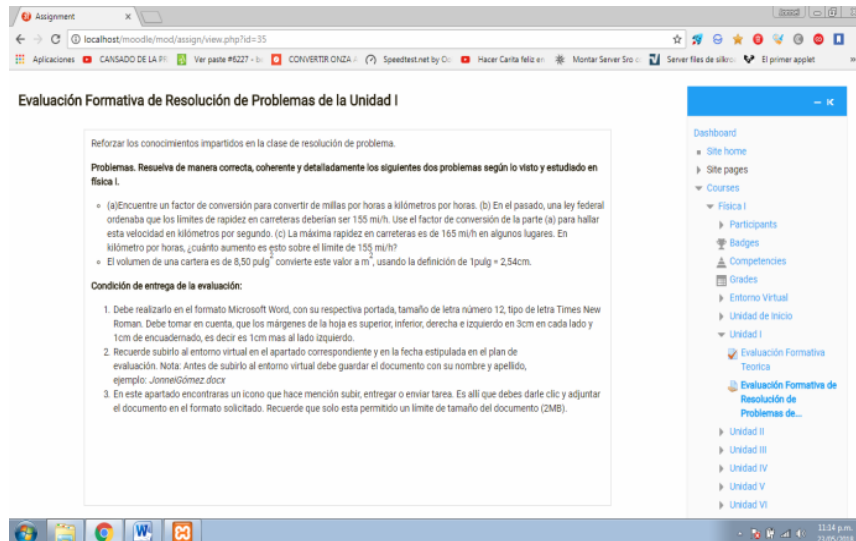 Assignment
localhost/moodle/mod/assign/view.php?id=35
Aplicaciones CANSADO DE LA PR Ver paste #6227 - b CONVERTIR ONZA A Speedtest.net by Oo Hacer Carita feliz en Montar Server Sro Server files de silkro El primer applet »
Evaluación Formativa de Resolución de Problemas de la Unidad I
Reforzar los conocimientos impartidos en la clase de resolución de problema.
Problemas. Resuelva de manera correcta, coherente y detalladamente los siguientes dos problemas según lo visto y estudiado en
física I.
(a)Encuentre un factor de conversión para convertir de millas por horas a kilómetros por horas. (b) En el pasado, una ley federal
ordenaba que los límites de rapidez en carreteras deberían ser 155 mi/h. Use el factor de conversión de la parte (a) para hallar
esta velocidad en kilómetros por segundo. (c) La máxima rapidez en carreteras es de 165 mi/h en algunos lugares. En
kilómetro por horas, ¿cuánto aumento es esto sobre el límite de 155 mi/h?
El volumen de una cartera es de 8,50 pulg² convierte este valor a m², usando la definición de 1pulg = 2,54cm.
Condición de entrega de la evaluación:
1. Debe realizarlo en el formato Microsoft Word, con su respectiva portada, tamaño de letra número 12, tipo de letra Times New
Roman. Debe tomar en cuenta, que los márgenes de la hoja es superior, inferior, derecha e izquierdo en 3cm en cada lado y
1cm de encuadernado, es decir es 1cm mas al lado izquierdo.
2. Recuerde subirlo al entorno virtual en el apartado correspondiente y en la fecha estipulada en el plan de
evaluación. Nota: Antes de subirlo al entorno virtual debe guardar el documento con su nombre y apellido,
ejemplo: JonneiGómez.docx
3. En este apartado encontraras un icono que hace mención subir, entregar o enviar tarea. Es allí que debes darle clic y adjuntar
el documento en el formato solicitado. Recuerde que solo esta permitido un límite de tamaño del documento (2MB).
Dashboard
Site home
Site pages
Courses
Física I
Participants
Badges
Competencies
Grades
Entorno Virtual
Unidad de Inicio
Unidad I
Evaluación Formativa
Teorica
Evaluación Formativa de
Resolución de
Problemas de...
Unidad II
Unidad III
Unidad IV
Unidad V
Unidad VI
11:14 p.m.